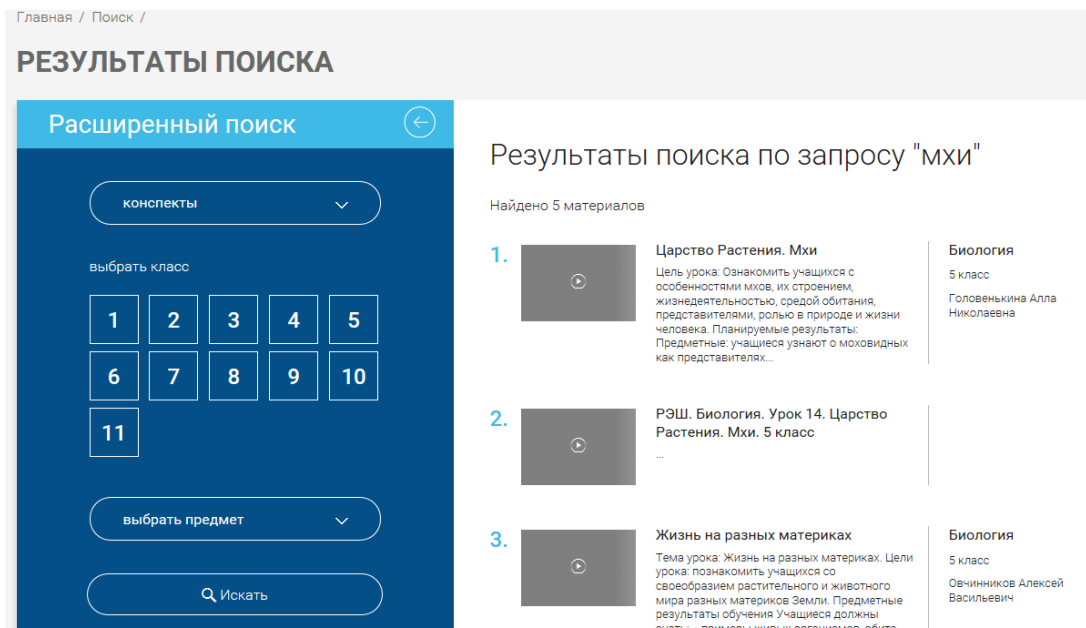 Главная / Поиск /
РЕЗУЛЬТАТЫ ПОИСКА
Расширенный поиск
конспекты
выбрать класс
1 2 3 4 5
6 7 8 9 10
11
выбрать предмет
Искать
Результаты поиска по запросу "мхи"
Найдено 5 материалов
1.
Царство Растения. Мхи
Цель урока: Ознакомить учащихся с
особенностями мхов, их строением,
жизнедеятельностью, средой обитания,
представителями, ролью в природе и жизни
человека. Планируемые результаты:
Предметные: учащиеся узнают о моховидных
как представителях...
Биология
5 класс
Головенькина Алла
Николаевна
2.
РЭШ. Биология. Урок 14. Царство
Растения. Мхи. 5 класс
...
3.
Жизнь на разных материках
Тема урока: Жизнь на разных материках. Цели
урока: познакомить учащихся со
своеобразием растительного и животного
мира разных материков Земли. Предметные
результаты обучения Учащиеся должны
Биология
5 класс
Овчинников Алексей
Васильевич